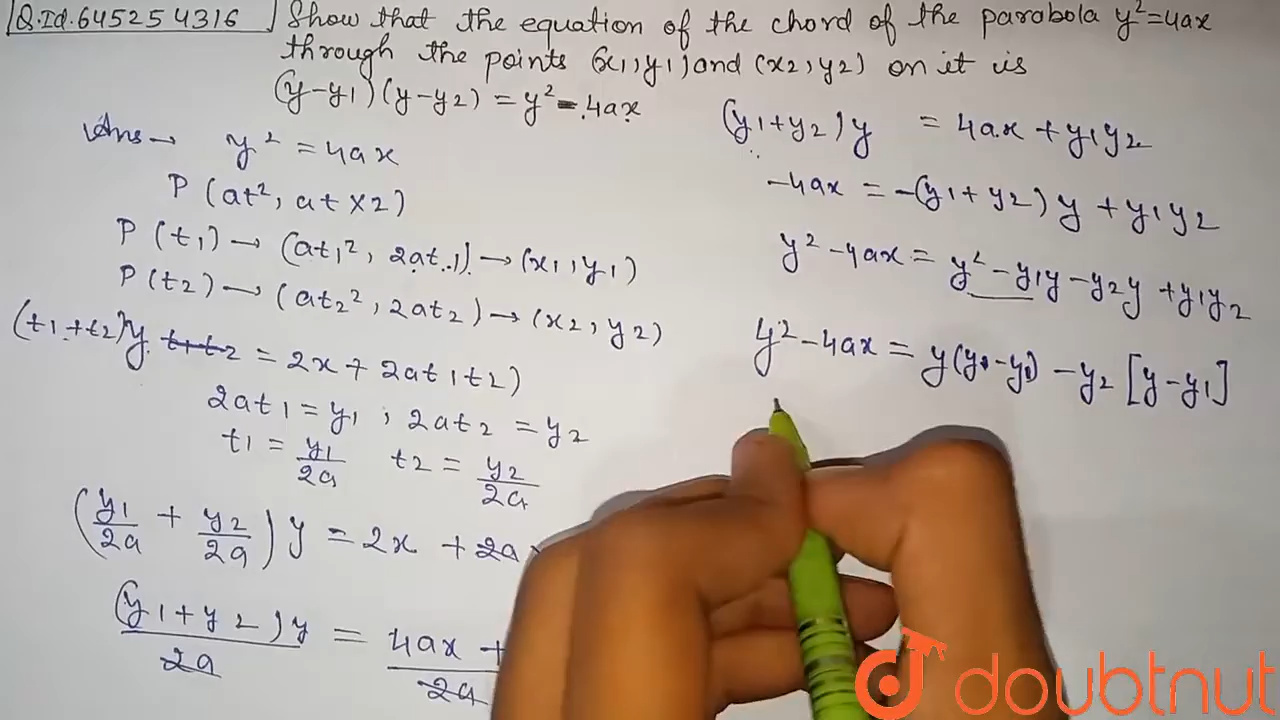 Q.Id.645254316 Show that the equation of the chord of the parabola y²=4ax
through the points (x1,y1) and (x2,y2) on it is
(y-y1)(y-y2) = y²-4ax
Ans → y² = 4ax
P(at², at×2)
P(t1) → (at1², 2at1) → (x1,y1)
P(t2) → (at2², 2at2) → (x2,y2)
(t1+t2)y t1t2 = 2x + 2at1t2)
2at1 = y1 ; 2at2 = y2
t1 = y1/2a t2 = y2/2a
(y1/2a + y2/2a) y = 2x + 2a
(y1+y2)y/2a = 4ax+/2a
(y1+y2)y = 4ax+y1y2
-4ax = -(y1+y2)y + y1y2
y²-4ax = y²-y1y-y2y+y1y2
y²-4ax = y(y-y1) -y2[y-y1]
doubtnut